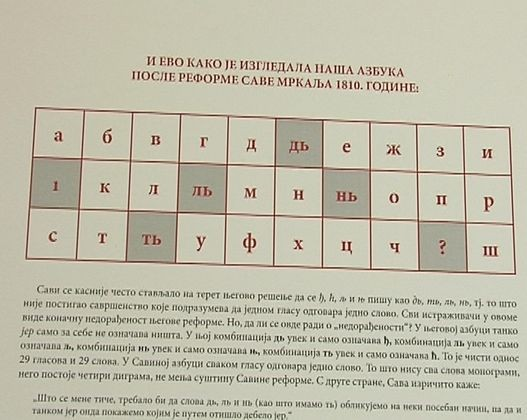 И ЕВО КАКО ЈЕ ИЗГЛЕДАЛА НАША АЗБУКА
ПОСЛЕ РЕФОРМЕ САВЕ МРКАЉА 1810. ГОДИНЕ:
а б в г д дь е ж з и
ı к л ль м н нь о п р
с т ть у ф х ц ч ? ш
Сави се касније често стављало на терет његово решење да се ђ, ћ, љ и њ пишу као дь, ть, ль, нь, тј. то што
није постигао савршенство које подразумева да једном гласу одговара једно слово. Сви истраживачи у овоме
виде коначну недорађеност његове реформе. Но, да ли се овде ради о „недорађености"? У његовој азбуци танко
јер само за себе не означава ништа. У њој комбинација дь увек и само означава ђ, комбинација ль увек и само
означава љ, комбинација нь увек и само означава њ, комбинација ть увек и само означава ћ. То је чисти однос
29 гласова и 29 слова. У Савиној азбуци сваком гласу одговара једно слово. То што нису сва слова монограми,
него постоје четири диграма, не мења суштину Савине реформе. С друге стране, Сава изричито каже:
„Што се мене тиче, требало би да слова дь, ль и нь (као што имамо ть) обликујемо на неки посебни начин, па да и
танком јер онда покажемо којим је путем отишло дебело јер."